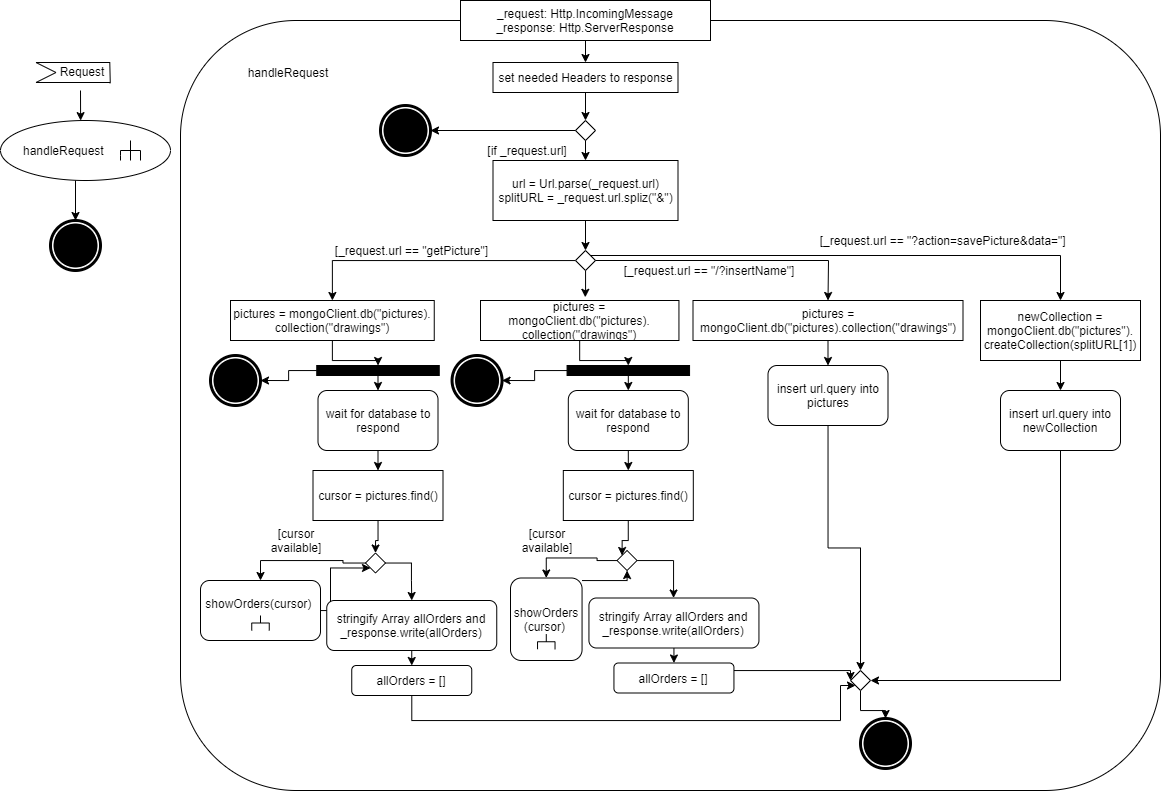 _request: Http.IncomingMessage
_response: Http.ServerResponse
handleRequest
Request
set needed Headers to response
handleRequest
[if _request.url]
url = Url.parse(_request.url)
splitURL = _request.url.spliz("&")
[_request.url == "getPicture"]
[_request.url == "/?insertName"]
[_request.url == "?action=savePicture&data="]
pictures = mongoClient.db("pictures).
collection("drawings")
pictures =
mongoClient.db("pictures).
collection("drawings")
pictures =
mongoClient.db("pictures).collection("drawings")
newCollection =
mongoClient.db("pictures").
createCollection(splitURL[1])
wait for database to
respond
wait for database to
respond
insert url.query into
pictures
insert url.query into
newCollection
cursor = pictures.find()
cursor = pictures.find()
[cursor
available]
[cursor
available]
showOrders(cursor)
stringify Array allOrders and
_response.write(allOrders)
showOrders
(cursor)
stringify Array allOrders and
_response.write(allOrders)
allOrders = []
allOrders = []